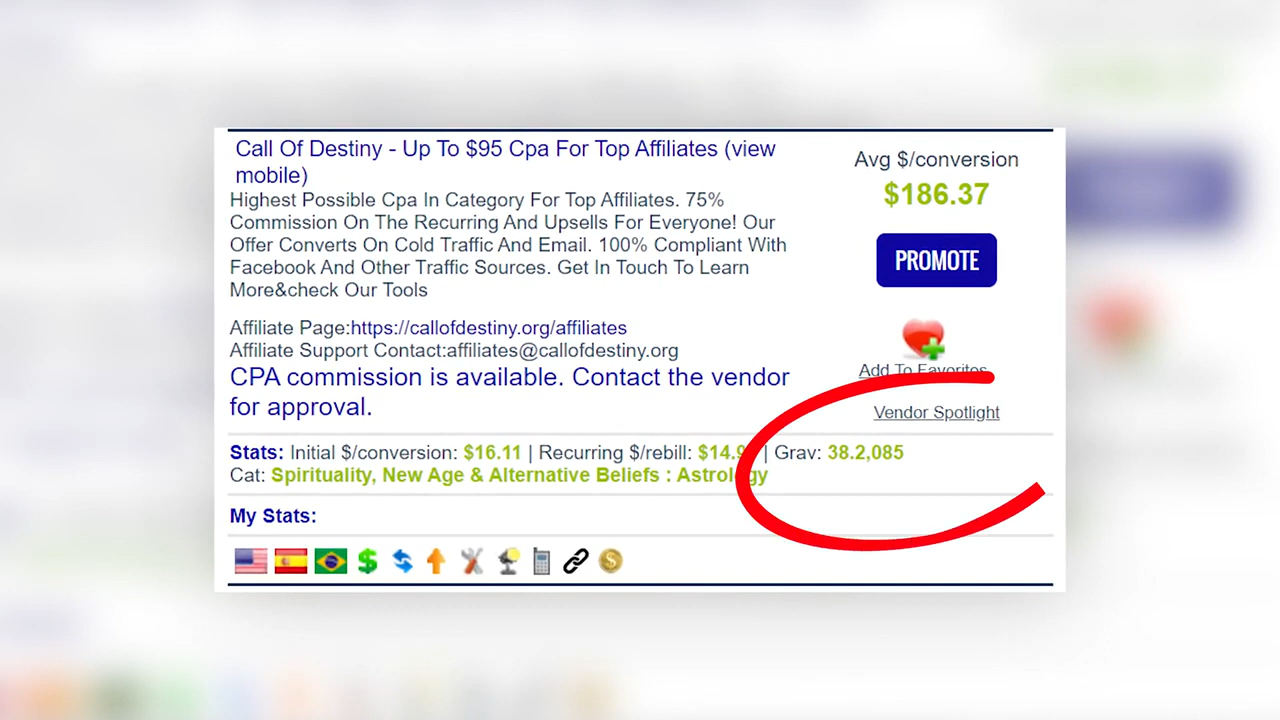 Call Of Destiny - Up To $95 Cpa For Top Affiliates (view
mobile)
Highest Possible Cpa In Category For Top Affiliates. 75%
Commission On The Recurring And Upsells For Everyone! Our
Offer Converts On Cold Traffic And Email. 100% Compliant With
Facebook And Other Traffic Sources. Get In Touch To Learn
More&check Our Tools
Affiliate Page:https://callofdestiny.org/affiliates
Affiliate Support Contact:affiliates@callofdestiny.org
CPA commission is available. Contact the vendor
for approval.
Avg $/conversion
$186.37
PROMOTE
Add To Favorites
Vendor Spotlight
Stats: Initial $/conversion: $16.11 | Recurring $/rebill: | Grav: 38.2,085
Cat: Spirituality, New Age & Alternative Beliefs : Astrology
My Stats: